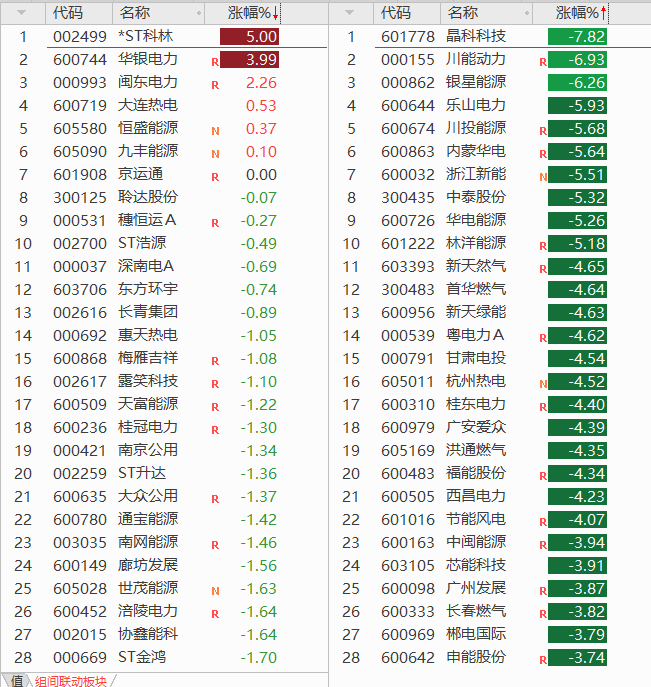 代码 名称 涨幅%↓ 代码 名称 涨幅%↑
1 002499 *ST科林 5.00 1 601778 晶科科技 -7.82
2 600744 华银电力 R 3.99 2 000155 川能动力 R -6.93
3 000993 闽东电力 R 2.26 3 000862 银星能源 -6.26
4 600719 大连热电 0.53 4 600644 乐山电力 -5.93
5 605580 恒盛能源 N 0.37 5 600674 川投能源 R -5.68
6 605090 九丰能源 N 0.10 6 600863 内蒙华电 R -5.64
7 601908 京运通 R 0.00 7 600032 浙江新能 N -5.51
8 300125 聆达股份 -0.07 8 300435 中泰股份 -5.32
9 000531 穗恒运Ａ R -0.27 9 600726 华电能源 -5.26
10 002700 ST浩源 -0.49 10 601222 林洋能源 R -5.18
11 000037 深南电A -0.69 11 603393 新天然气 R -4.65
12 603706 东方环宇 -0.74 12 300483 首华燃气 -4.64
13 002616 长青集团 -0.89 13 600956 新天绿能 -4.63
14 000692 惠天热电 -1.05 14 000539 粤电力Ａ R -4.62
15 600868 梅雁吉祥 R -1.08 15 000791 甘肃电投 -4.54
16 002617 露笑科技 R -1.10 16 605011 杭州热电 N -4.52
17 600509 天富能源 R -1.22 17 600310 桂东电力 R -4.40
18 600236 桂冠电力 R -1.30 18 600979 广安爱众 -4.39
19 000421 南京公用 -1.34 19 605169 洪通燃气 -4.35
20 002259 ST升达 -1.36 20 600483 福能股份 R -4.34
21 600635 大众公用 R -1.37 21 600505 西昌电力 -4.23
22 600780 通宝能源 -1.42 22 601016 节能风电 R -4.07
23 003035 南网能源 R -1.46 23 600163 中闽能源 R -3.94
24 600149 廊坊发展 -1.56 24 603105 芯能科技 -3.91
25 605028 世茂能源 N -1.63 25 600098 广州发展 R -3.87
26 600452 涪陵电力 R -1.64 26 600333 长春燃气 R -3.82
27 002015 协鑫能科 -1.64 27 600969 郴电国际 -3.79
28 000669 ST金鸿 -1.70 28 600642 申能股份 R -3.74
值 组间联动板块